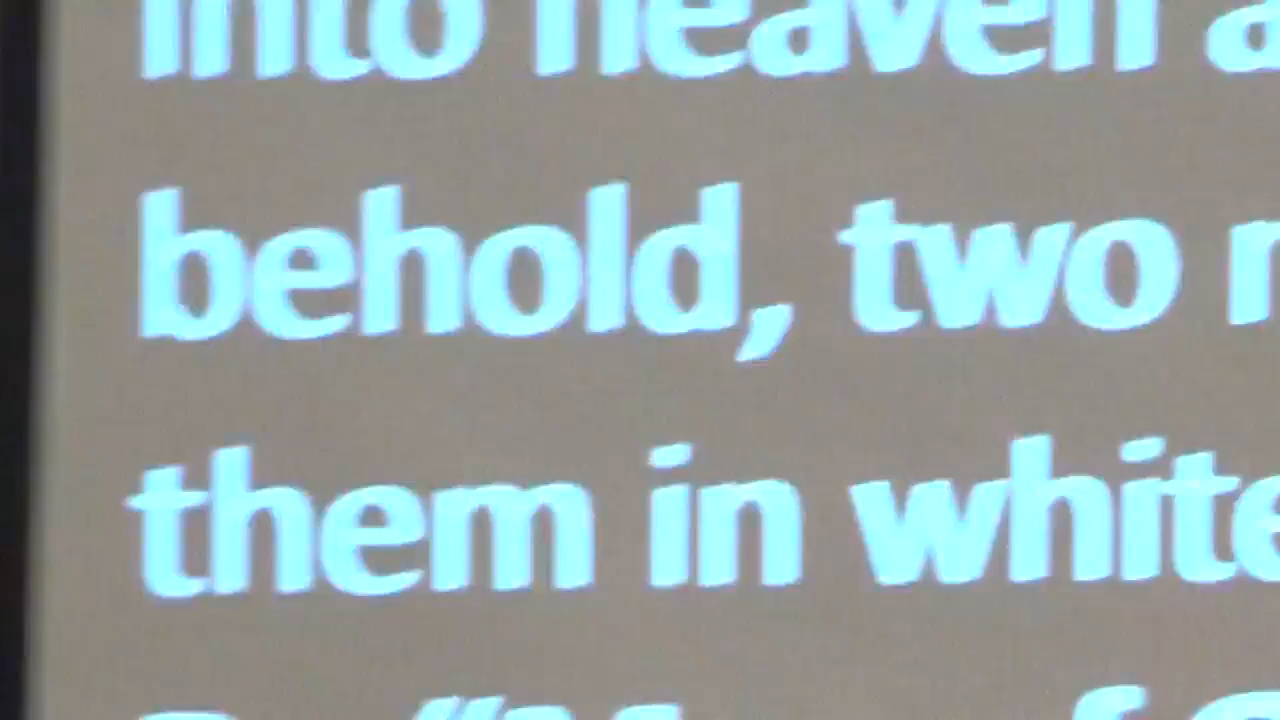 into heaven a
behold, two
them in white